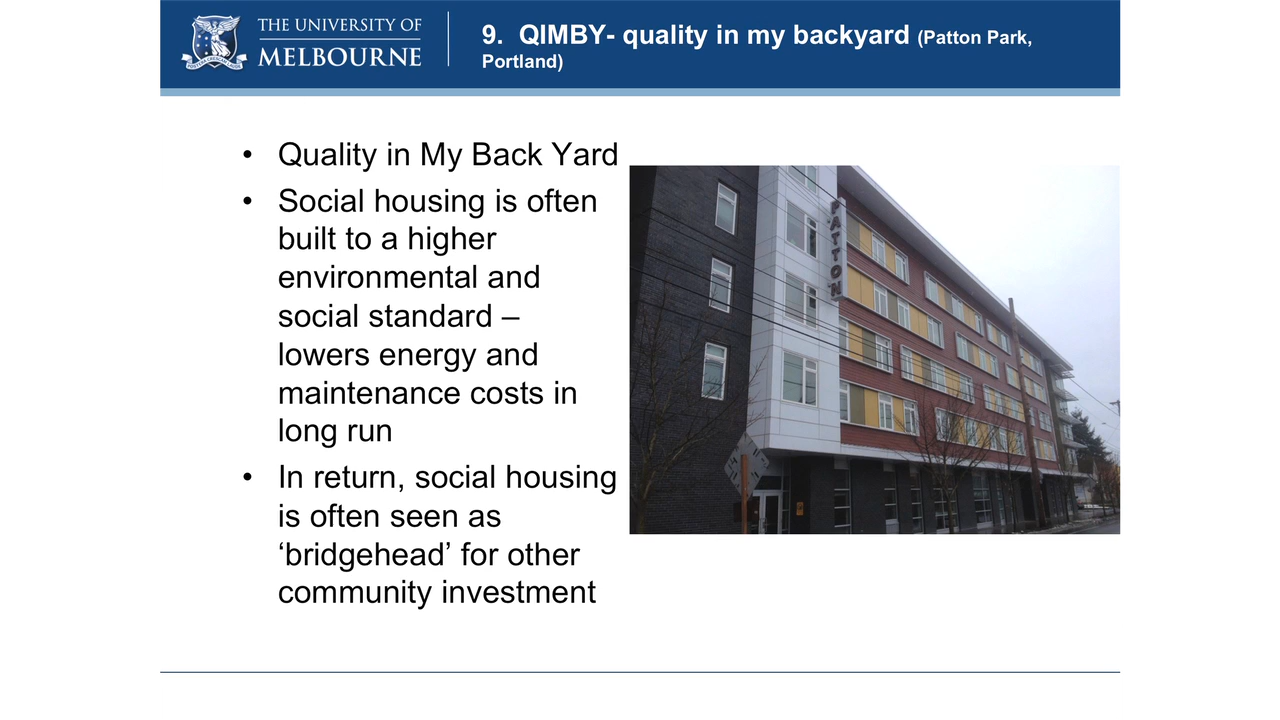 THE UNIVERSITY OF
MELBOURNE
9.  QIMBY- quality in my backyard (Patton Park,
Portland)
• Quality in My Back Yard
• Social housing is often
built to a higher
environmental and
social standard –
lowers energy and
maintenance costs in
long run
• In return, social housing
is often seen as
‘bridgehead’ for other
community investment
PATTON